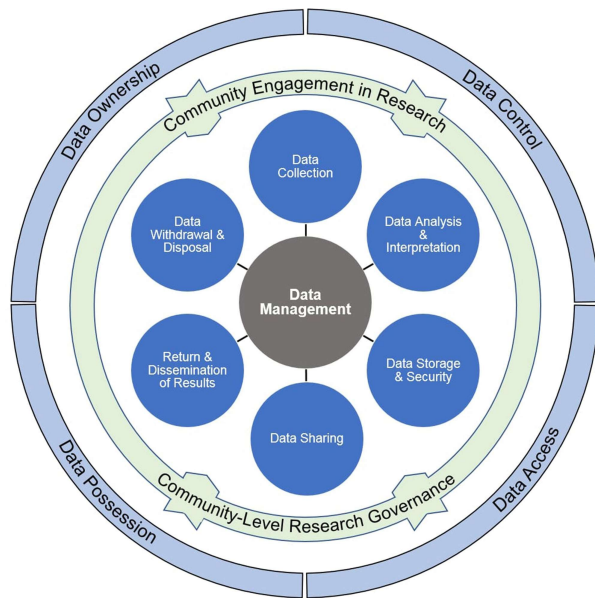 Data Ownership
Data Control
Community Engagement in Research
Data
Collection
Data
Withdrawal &
Disposal
Data Analysis
&
Interpretation
Data
Management
Return &
Dissemination
of Results
Data Storage
& Security
Data Sharing
Community-Level Research Governance
Data Possession
Data Access